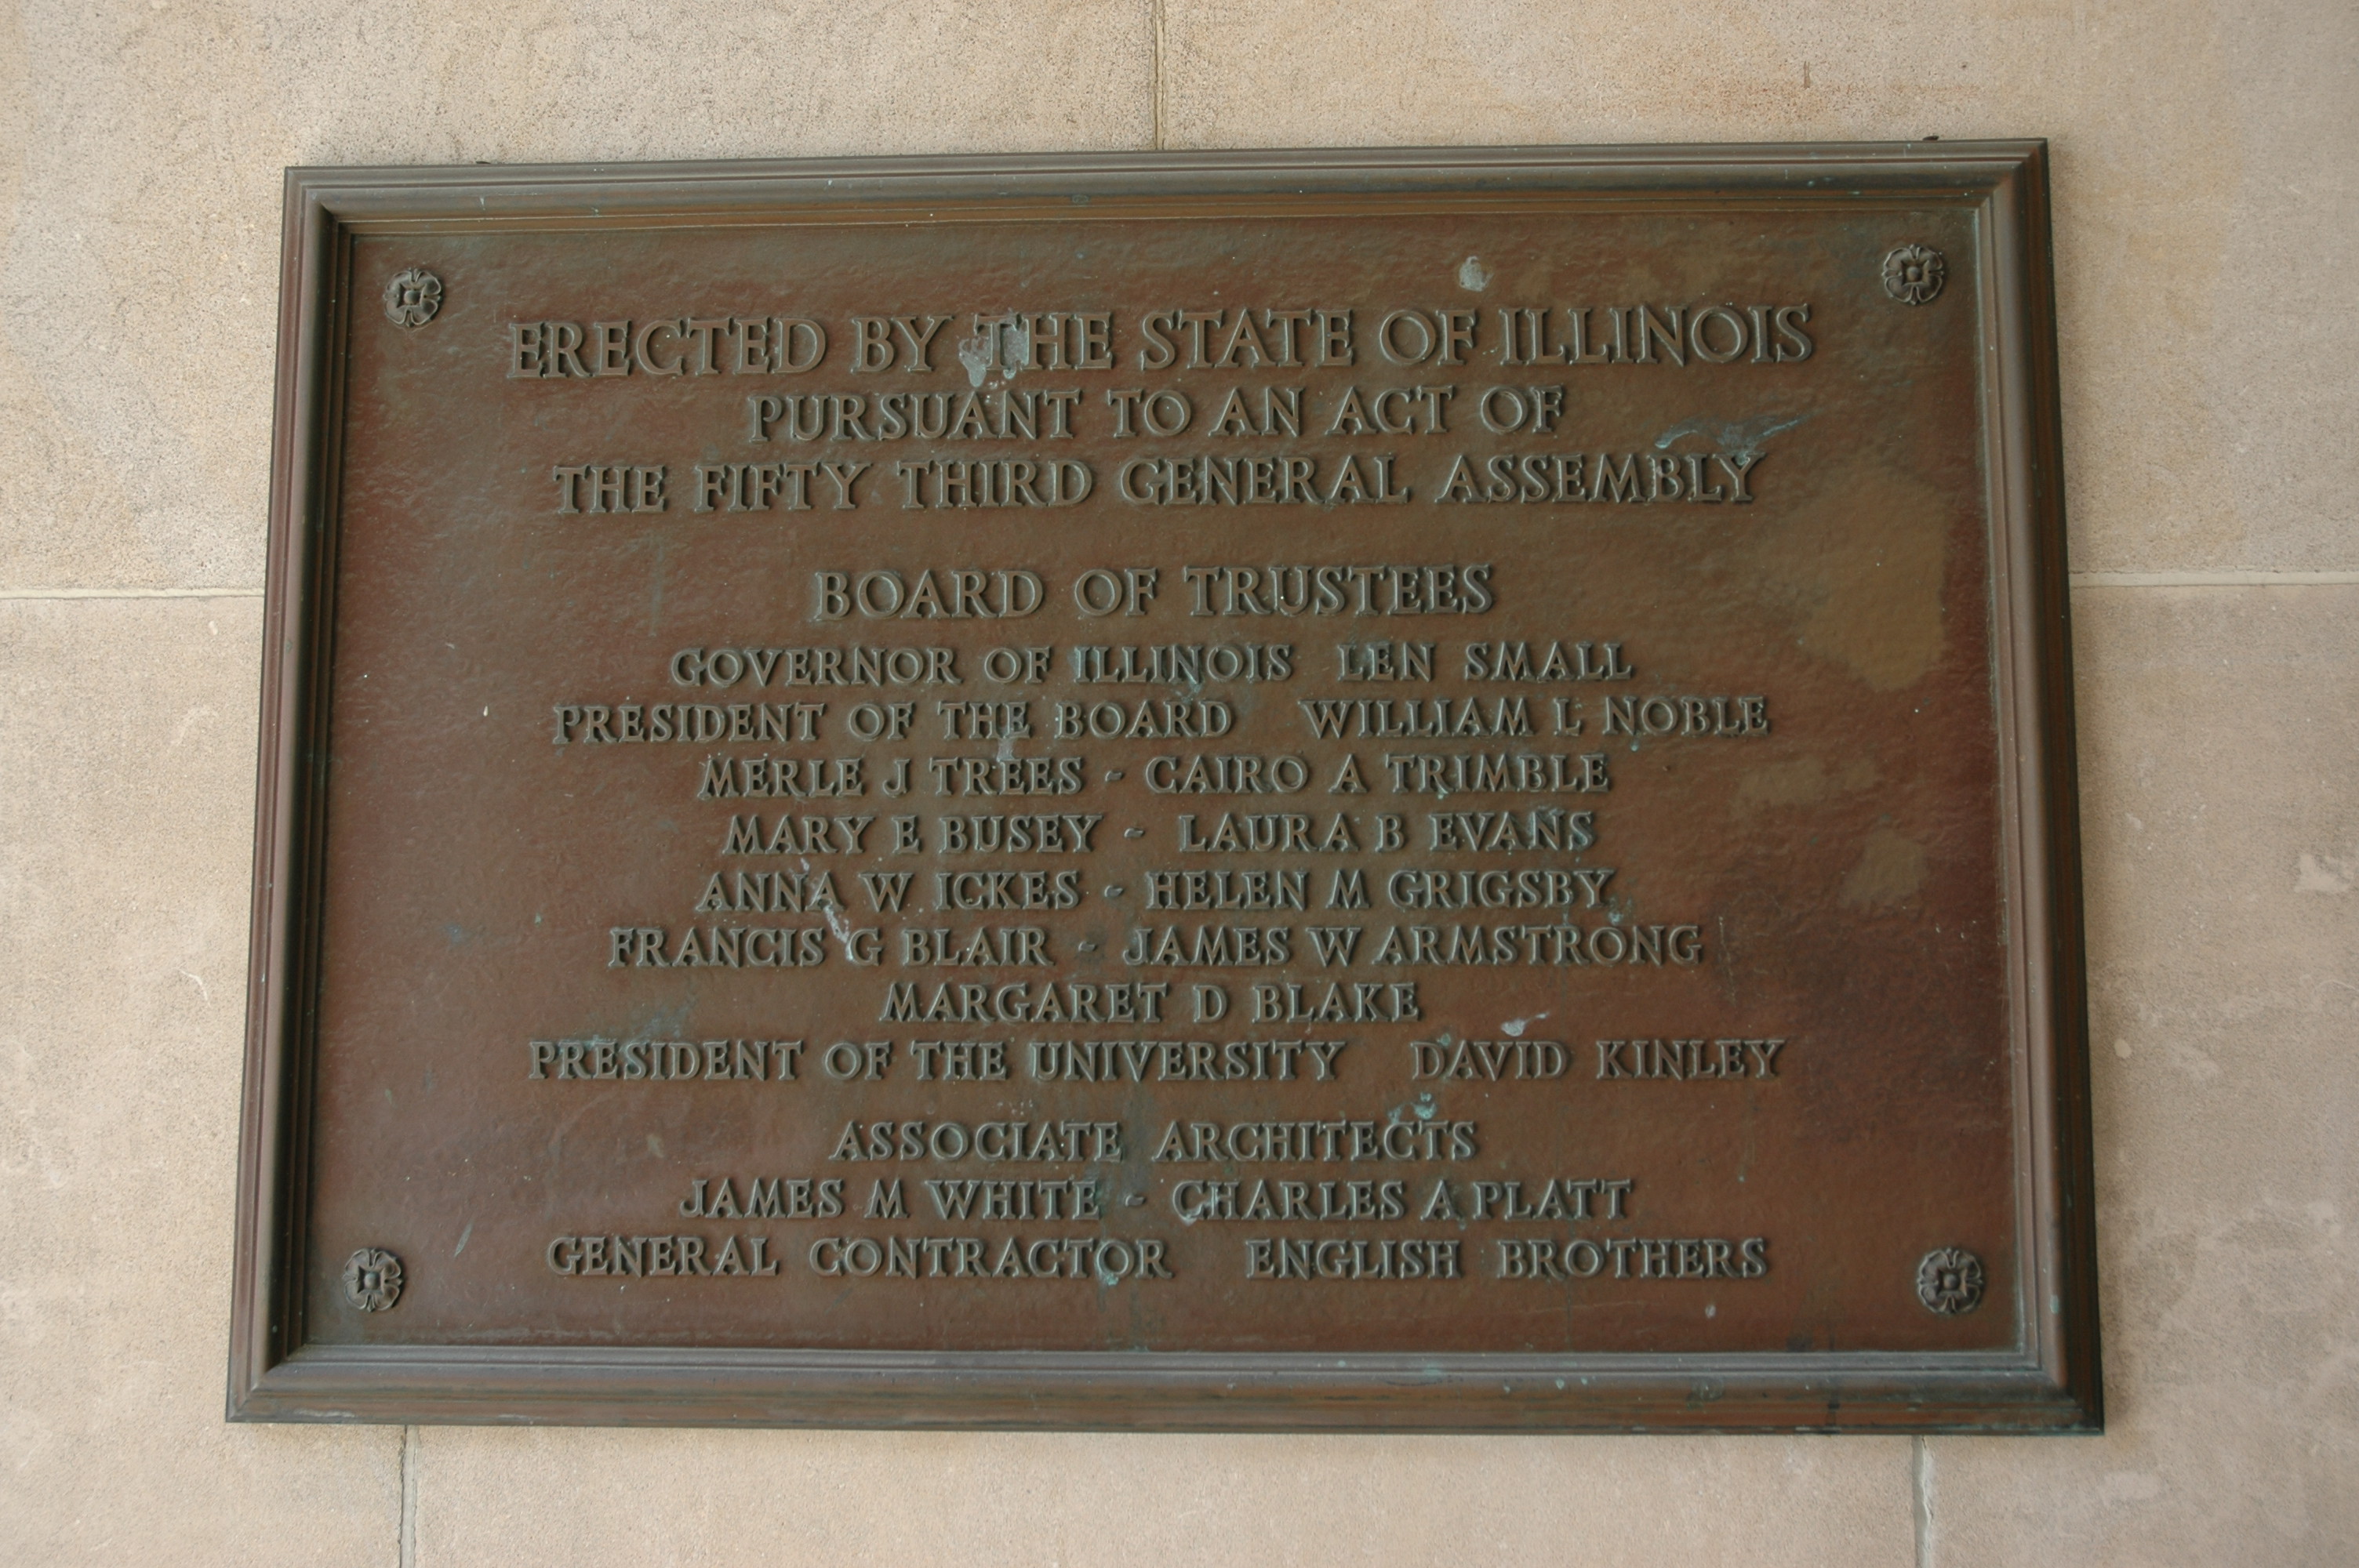 ERECTED BY THE STATE OF ILLINOIS
PURSUANT TO AN ACT OF
THE FIFTY THIRD GENERAL ASSEMBLY
BOARD OF TRUSTEES
GOVERNOR OF ILLINOIS LEN SMALL
PRESIDENT OF THE BOARD WILLIAM L NOBLE
MERLE J TREES - CAIRO A TRIMBLE
MARY E BUSEY - LAURA B EVANS
ANNA W ICKES - HELEN M GRIGSBY
FRANCIS G BLAIR - JAMES W ARMSTRONG
MARGARET D BLAKE
PRESIDENT OF THE UNIVERSITY DAVID KINLEY
ASSOCIATE ARCHITECTS
JAMES M WHITE - CHARLES A PLATT
GENERAL CONTRACTOR ENGLISH BROTHERS